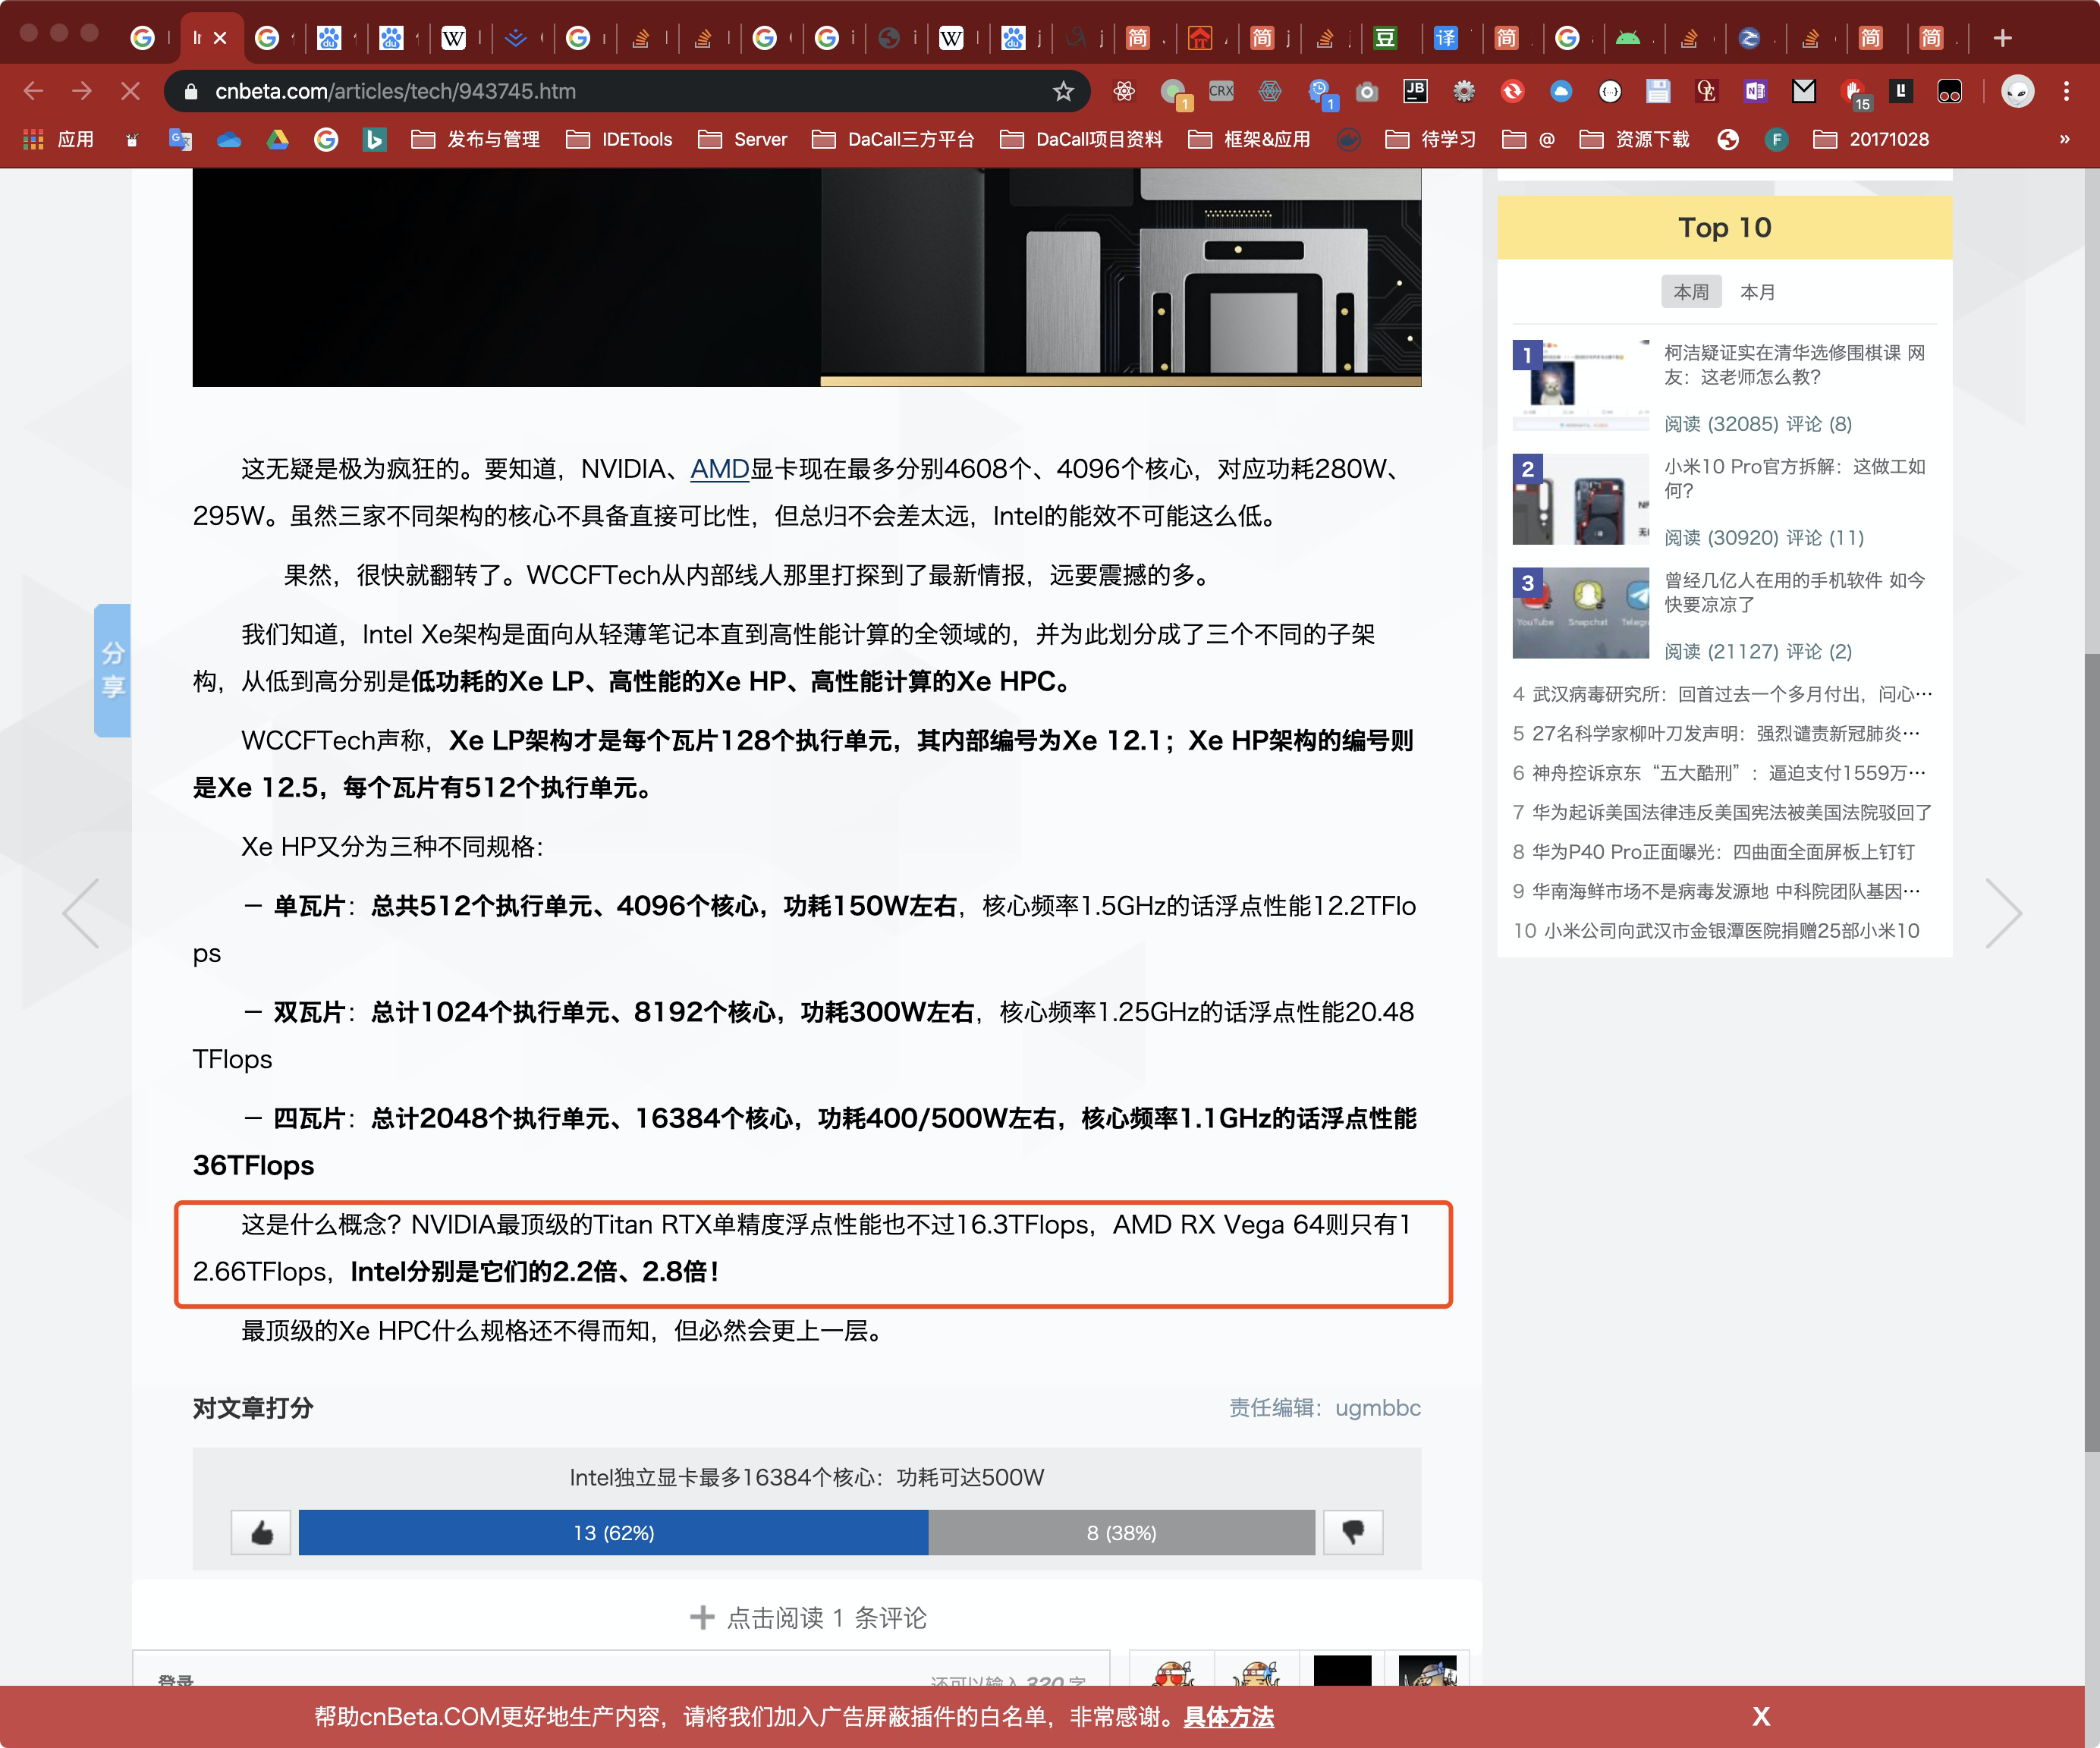 cnbeta.com/articles/tech/943745.htm
CRX
JB
1
1
15
应用
发布与管理
IDETools
Server
DaCall三方平台
DaCall项目资料
框架&应用
待学习
@
资源下载
F
20171028
»
这无疑是极为疯狂的。要知道，NVIDIA、AMD显卡现在最多分别4608个、4096个核心，对应功耗280W、
295W。虽然三家不同架构的核心不具备直接可比性，但总归不会差太远，Intel的能效不可能这么低。
果然，很快就翻转了。WCCFTech从内部线人那里打探到了最新情报，远要震撼的多。
我们知道，Intel Xe架构是面向从轻薄笔记本直到高性能计算的全领域的，并为此划分成了三个不同的子架
构，从低到高分别是低功耗的Xe LP、高性能的Xe HP、高性能计算的Xe HPC。
WCCFTech声称，Xe LP架构才是每个瓦片128个执行单元，其内部编号为Xe 12.1；Xe HP架构的编号则
是Xe 12.5，每个瓦片有512个执行单元。
Xe HP又分为三种不同规格：
— 单瓦片：总共512个执行单元、4096个核心，功耗150W左右，核心频率1.5GHz的话浮点性能12.2TFlo
ps
— 双瓦片：总计1024个执行单元、8192个核心，功耗300W左右，核心频率1.25GHz的话浮点性能20.48
TFlops
— 四瓦片：总计2048个执行单元、16384个核心，功耗400/500W左右，核心频率1.1GHz的话浮点性能
36TFlops
这是什么概念？NVIDIA最顶级的Titan RTX单精度浮点性能也不过16.3TFlops，AMD RX Vega 64则只有1
2.66TFlops，Intel分别是它们的2.2倍、2.8倍！
最顶级的Xe HPC什么规格还不得而知，但必然会更上一层。
对文章打分
责任编辑：ugmbbc
Intel独立显卡最多16384个核心：功耗可达500W
13 (62%)
8 (38%)
点击阅读 1 条评论
登录
还可以输入 320 字
分
享
Top 10
本周
本月
1
柯洁疑证实在清华选修围棋课 网
友：这老师怎么教？
阅读 (32085) 评论 (8)
2
小米10 Pro官方拆解：这做工如
何？
阅读 (30920) 评论 (11)
3
YouTube
Snapchat
曾经几亿人在用的手机软件 如今
快要凉凉了
阅读 (21127) 评论 (2)
4 武汉病毒研究所：回首过去一个多月付出，问心…
5 27名科学家柳叶刀发声明：强烈谴责新冠肺炎…
6 神舟控诉京东“五大酷刑”：逼迫支付1559万…
7 华为起诉美国法律违反美国宪法被美国法院驳回了
8 华为P40 Pro正面曝光：四曲面全面屏板上钉钉
9 华南海鲜市场不是病毒发源地 中科院团队基因…
10 小米公司向武汉市金银潭医院捐赠25部小米10
帮助cnBeta.COM更好地生产内容，请将我们加入广告屏蔽插件的白名单，非常感谢。具体方法
X